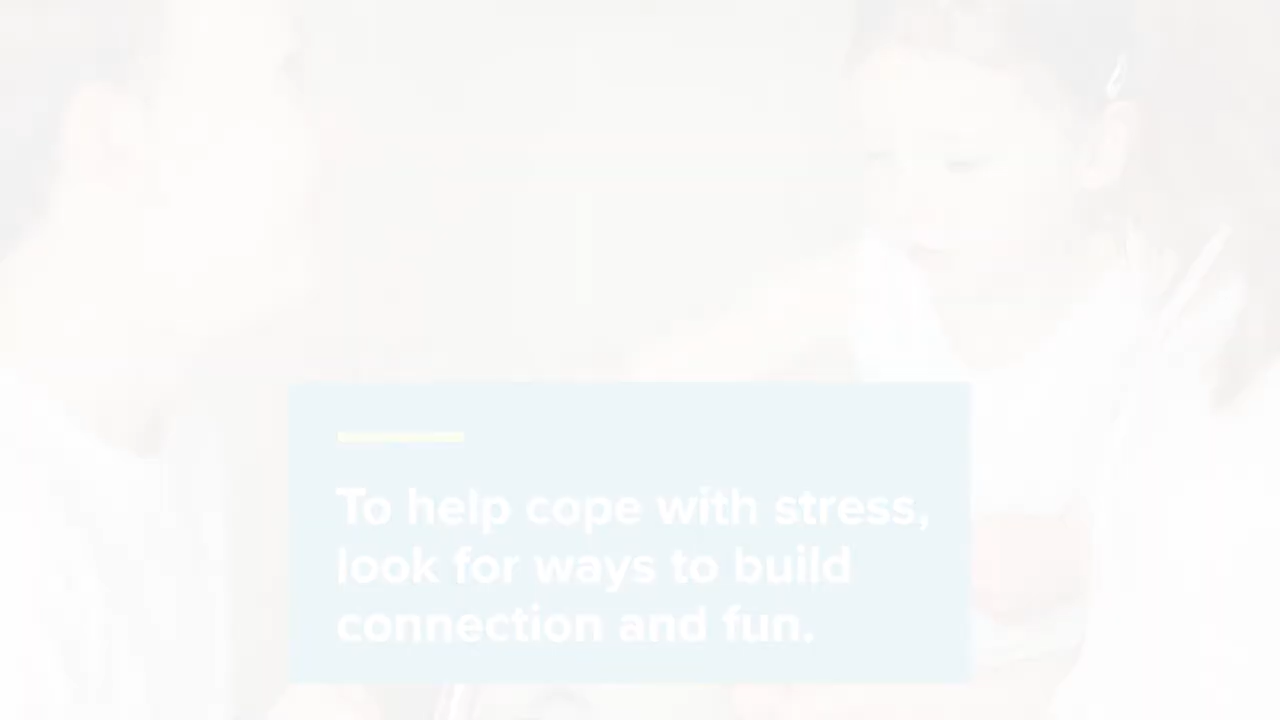 To help cope with stress,
look for ways to build
connection and fun.